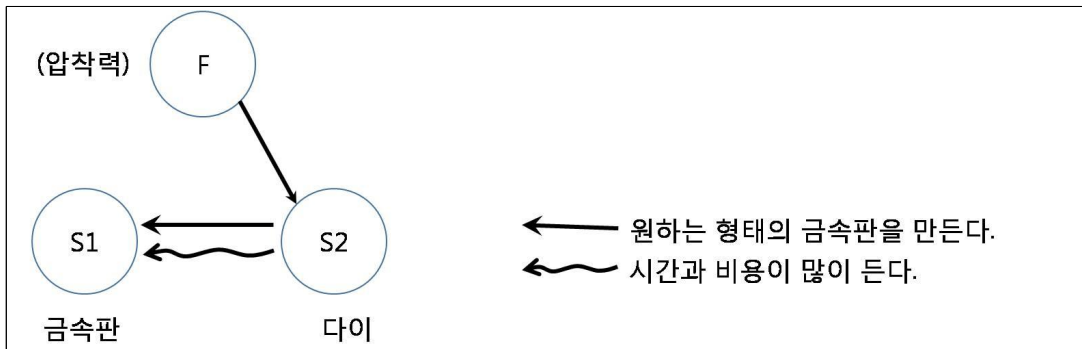 (압착력)
F
S1
S2
원하는 형태의 금속판을 만든다.
시간과 비용이 많이 든다.
금속판
다이